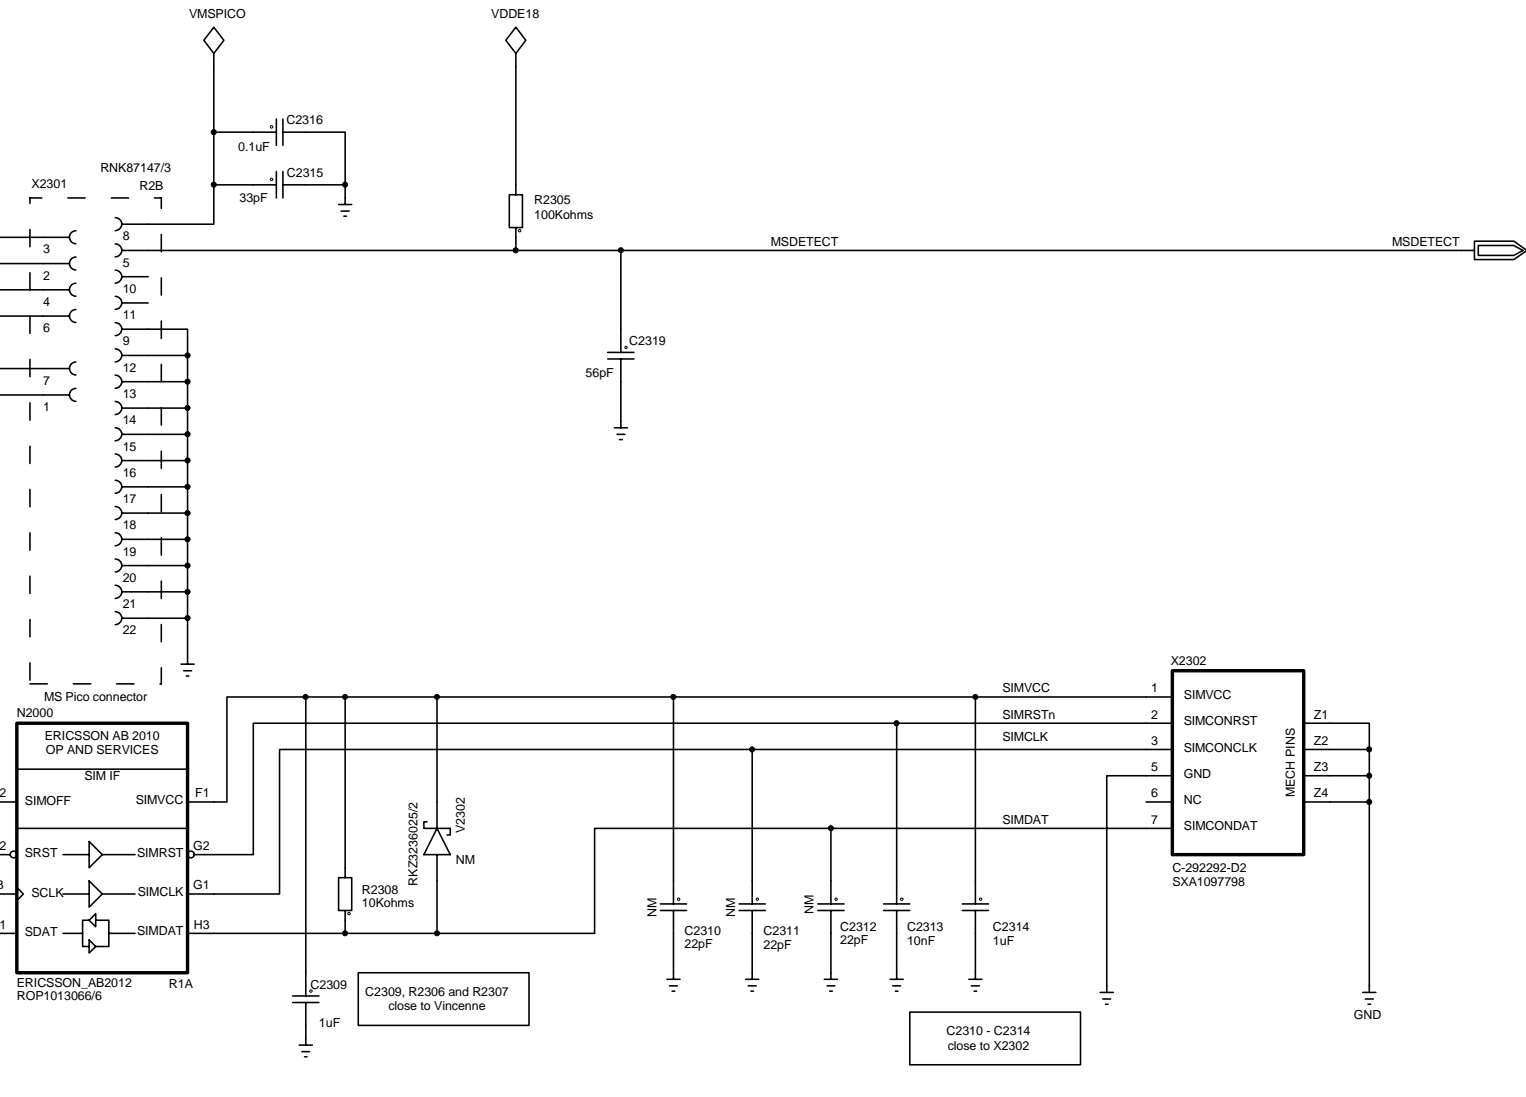 VMSPICO
VDDE18
C2316
0.1uF
C2315
33pF
RNK87147/3
X2301
R2B
R2305
100Kohms
MSDETECT
MSDETECT
8
3
5
2
10
4
11
6
9
12
7
13
1
14
15
16
17
18
19
20
21
22
C2319
56pF
MS Pico connector
N2000
ERICSSON AB 2010
OP AND SERVICES
SIM IF
2
SIMOFF
SIMVCC
F1
2
SRST
SIMRST
G2
3
SCLK
SIMCLK
G1
1
SDAT
SIMDAT
H3
ERICSSON_AB2012
R1A
ROP1013066/6
R2308
10Kohms
RKZ3236025/2
V2302
NM
C2309
1uF
C2309, R2306 and R2307
close to Vincenne
SIMVCC
SIMRSTn
SIMCLK
SIMDAT
NM
C2310
22pF
NM
C2311
22pF
NM
C2312
22pF
C2313
10nF
C2314
1uF
C2310 - C2314
close to X2302
X2302
1
SIMVCC
2
SIMCONRST
3
SIMCONCLK
5
GND
6
NC
7
SIMCONDAT
MECH PINS
Z1
Z2
Z3
Z4
C-292292-D2
SXA1097798
GND